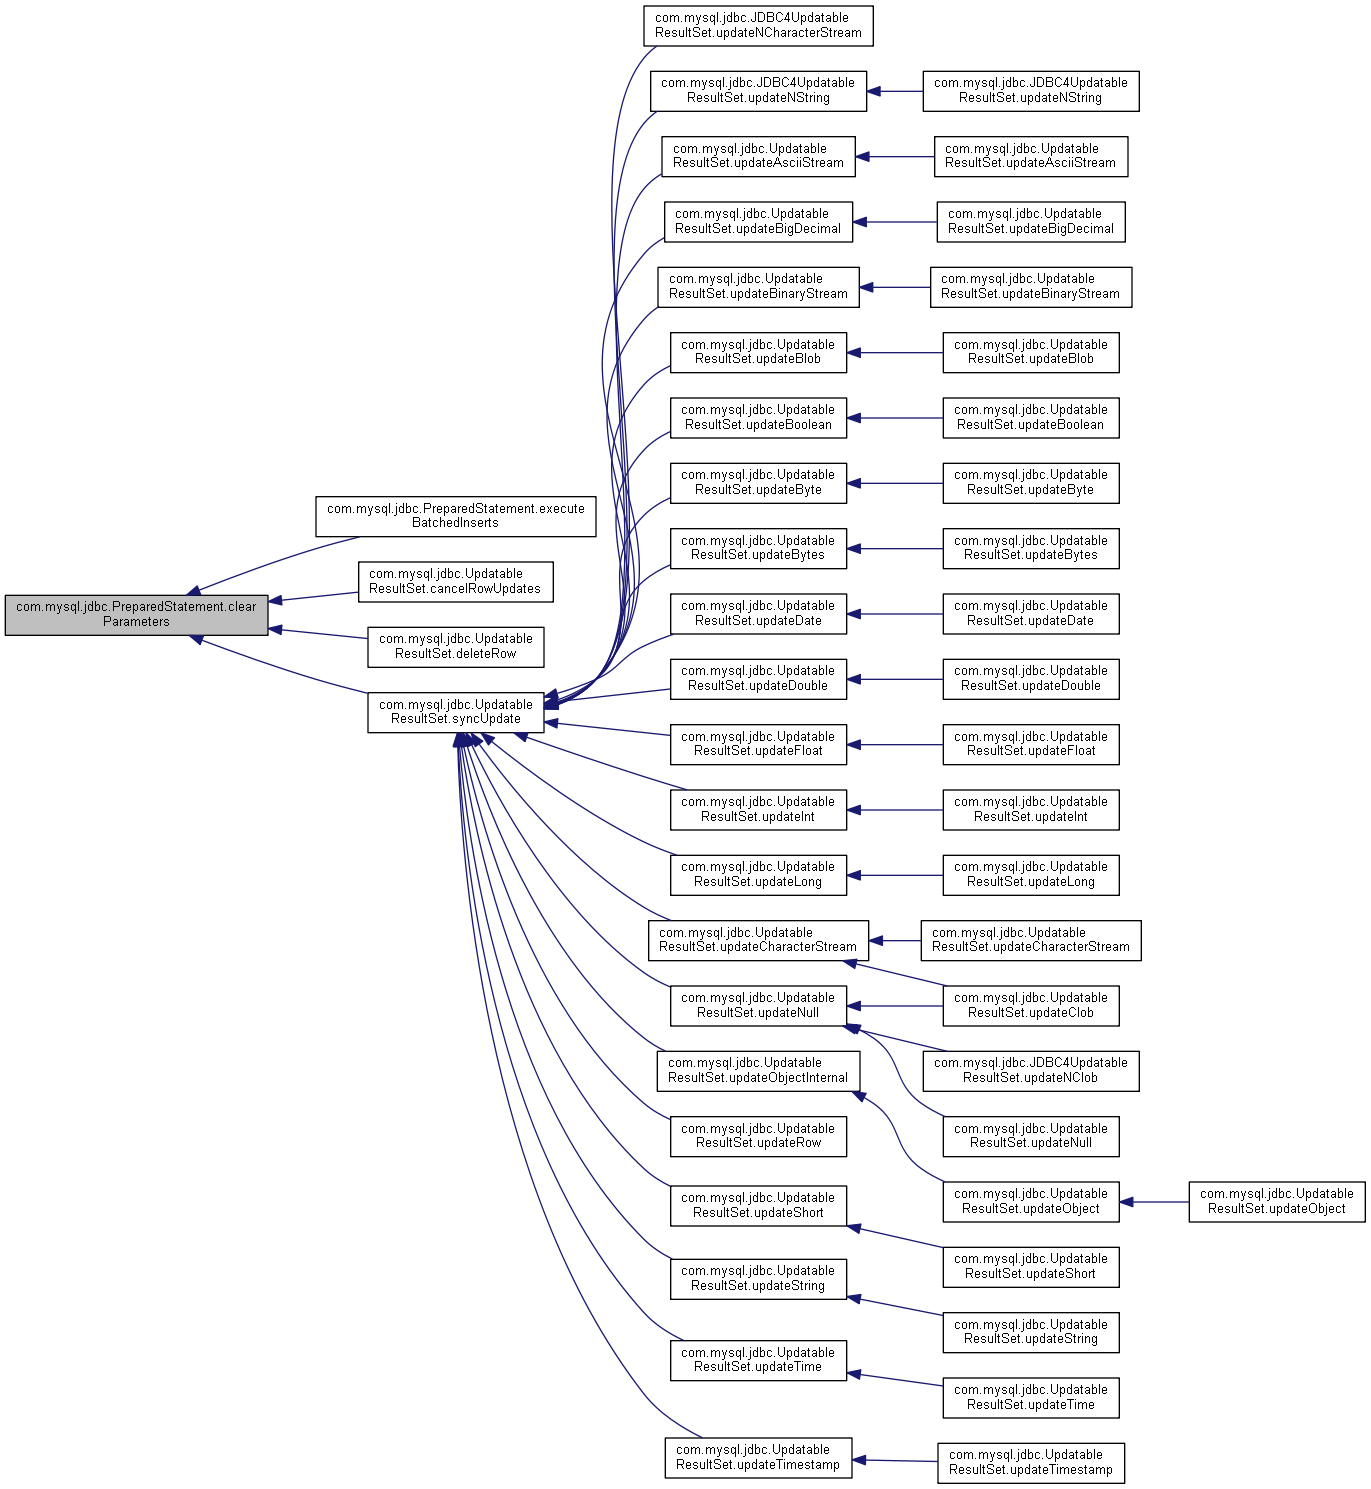 com.mysql.jdbc.PreparedStatement.clear
Parameters
com.mysql.jdbc.PreparedStatement.execute
BatchedInserts
com.mysql.jdbc.Updatable
ResultSet.cancelRowUpdates
com.mysql.jdbc.Updatable
ResultSet.deleteRow
com.mysql.jdbc.Updatable
ResultSet.syncUpdate
com.mysql.jdbc.JDBC4Updatable
ResultSet.updateNCharacterStream
com.mysql.jdbc.JDBC4Updatable
ResultSet.updateNString
com.mysql.jdbc.Updatable
ResultSet.updateAsciiStream
com.mysql.jdbc.Updatable
ResultSet.updateBigDecimal
com.mysql.jdbc.Updatable
ResultSet.updateBinaryStream
com.mysql.jdbc.Updatable
ResultSet.updateBlob
com.mysql.jdbc.Updatable
ResultSet.updateBoolean
com.mysql.jdbc.Updatable
ResultSet.updateByte
com.mysql.jdbc.Updatable
ResultSet.updateBytes
com.mysql.jdbc.Updatable
ResultSet.updateDate
com.mysql.jdbc.Updatable
ResultSet.updateDouble
com.mysql.jdbc.Updatable
ResultSet.updateFloat
com.mysql.jdbc.Updatable
ResultSet.updateInt
com.mysql.jdbc.Updatable
ResultSet.updateLong
com.mysql.jdbc.Updatable
ResultSet.updateCharacterStream
com.mysql.jdbc.Updatable
ResultSet.updateNull
com.mysql.jdbc.Updatable
ResultSet.updateObjectInternal
com.mysql.jdbc.Updatable
ResultSet.updateRow
com.mysql.jdbc.Updatable
ResultSet.updateShort
com.mysql.jdbc.Updatable
ResultSet.updateString
com.mysql.jdbc.Updatable
ResultSet.updateTime
com.mysql.jdbc.Updatable
ResultSet.updateTimestamp
com.mysql.jdbc.JDBC4Updatable
ResultSet.updateNString
com.mysql.jdbc.Updatable
ResultSet.updateAsciiStream
com.mysql.jdbc.Updatable
ResultSet.updateBigDecimal
com.mysql.jdbc.Updatable
ResultSet.updateBinaryStream
com.mysql.jdbc.Updatable
ResultSet.updateBlob
com.mysql.jdbc.Updatable
ResultSet.updateBoolean
com.mysql.jdbc.Updatable
ResultSet.updateByte
com.mysql.jdbc.Updatable
ResultSet.updateBytes
com.mysql.jdbc.Updatable
ResultSet.updateDate
com.mysql.jdbc.Updatable
ResultSet.updateDouble
com.mysql.jdbc.Updatable
ResultSet.updateFloat
com.mysql.jdbc.Updatable
ResultSet.updateInt
com.mysql.jdbc.Updatable
ResultSet.updateLong
com.mysql.jdbc.Updatable
ResultSet.updateCharacterStream
com.mysql.jdbc.Updatable
ResultSet.updateClob
com.mysql.jdbc.JDBC4Updatable
ResultSet.updateNClob
com.mysql.jdbc.Updatable
ResultSet.updateNull
com.mysql.jdbc.Updatable
ResultSet.updateObject
com.mysql.jdbc.Updatable
ResultSet.updateShort
com.mysql.jdbc.Updatable
ResultSet.updateString
com.mysql.jdbc.Updatable
ResultSet.updateTime
com.mysql.jdbc.Updatable
ResultSet.updateTimestamp
com.mysql.jdbc.Updatable
ResultSet.updateObject